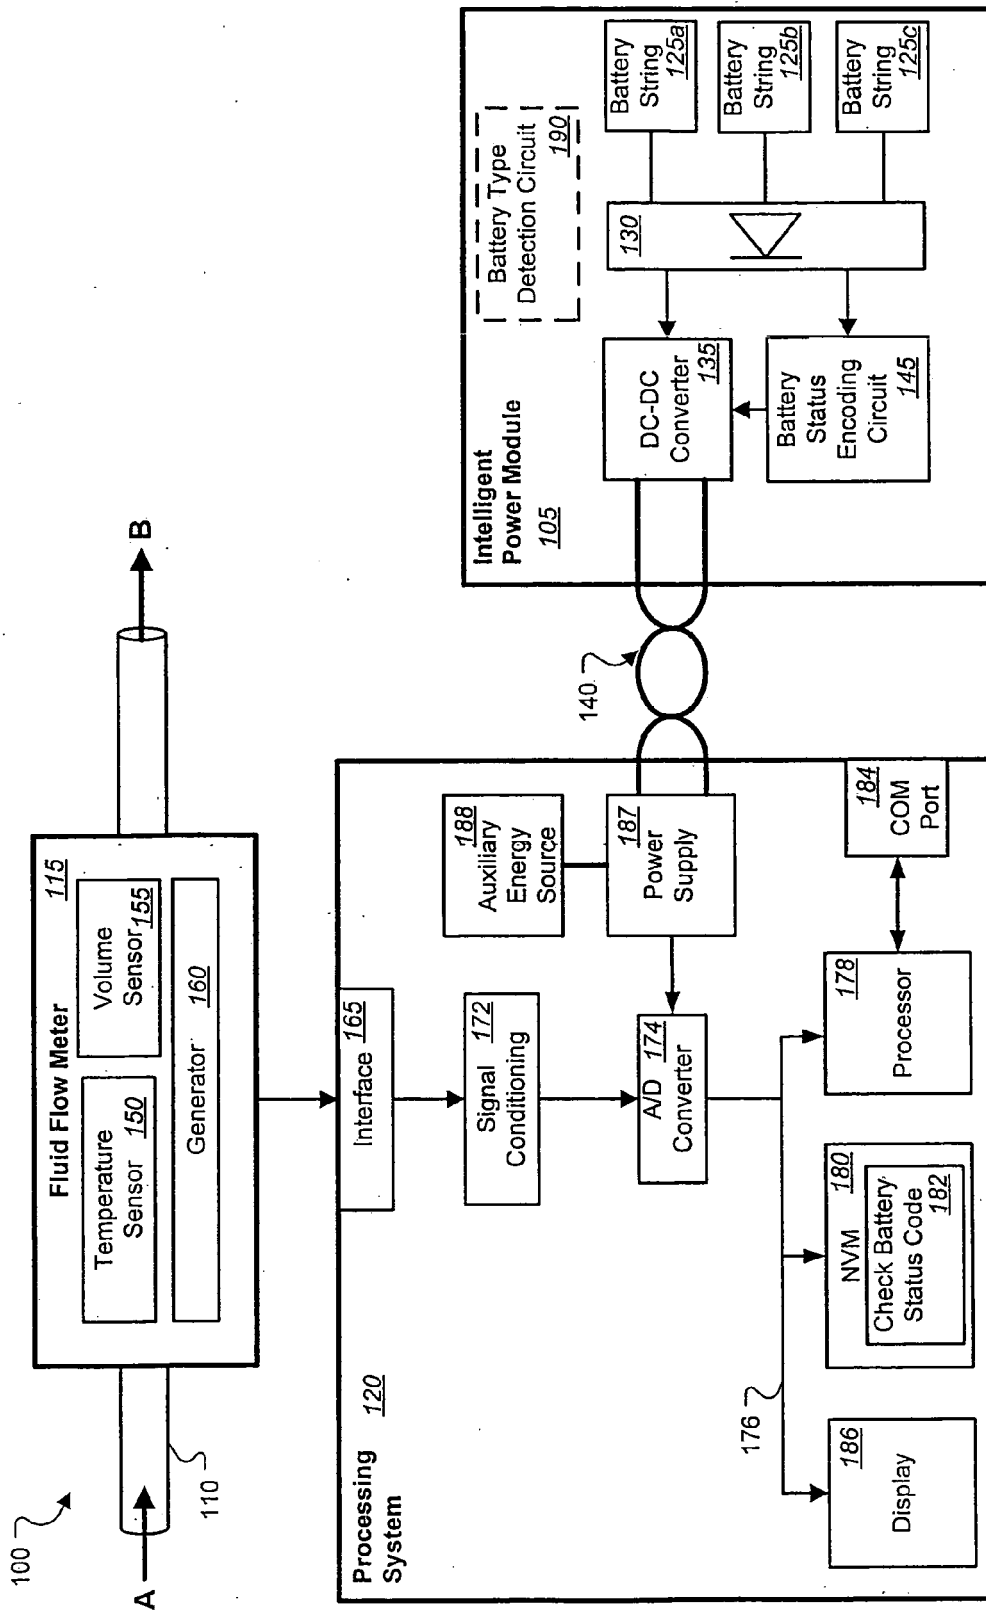 100
A
110
B
Fluid Flow Meter
115
Temperature
Sensor 150
Volume
Sensor 155
Generator 160
Processing
System
120
Interface 165
Signal
Conditioning
172
A/D
Converter
174
176
Display
186
NVM
180
Check Battery
Status Code
182
Processor
178
COM
Port
184
Auxiliary
Energy
Source
188
Power
Supply
187
140
Intelligent
Power Module
105
Battery Type
Detection Circuit
190
DC-DC
Converter
135
Battery
Status
Encoding
Circuit
145
130
Battery
String
125a
Battery
String
125b
Battery
String
125c